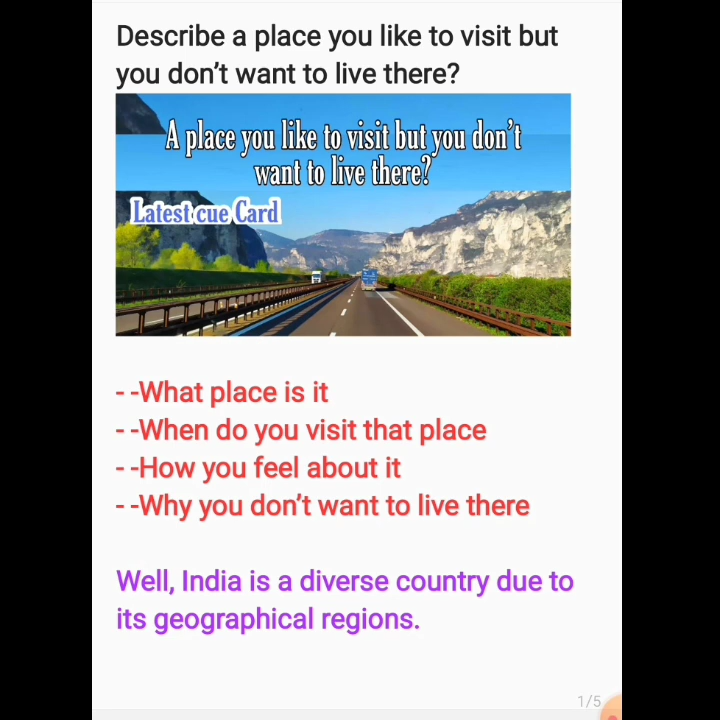 Describe a place you like to visit but
you don’t want to live there?
A place you like to visit but you don’t
want to live there?
Latest cue Card
- -What place is it
- -When do you visit that place
- -How you feel about it
- -Why you don’t want to live there
Well, India is a diverse country due to
its geographical regions.
1/5